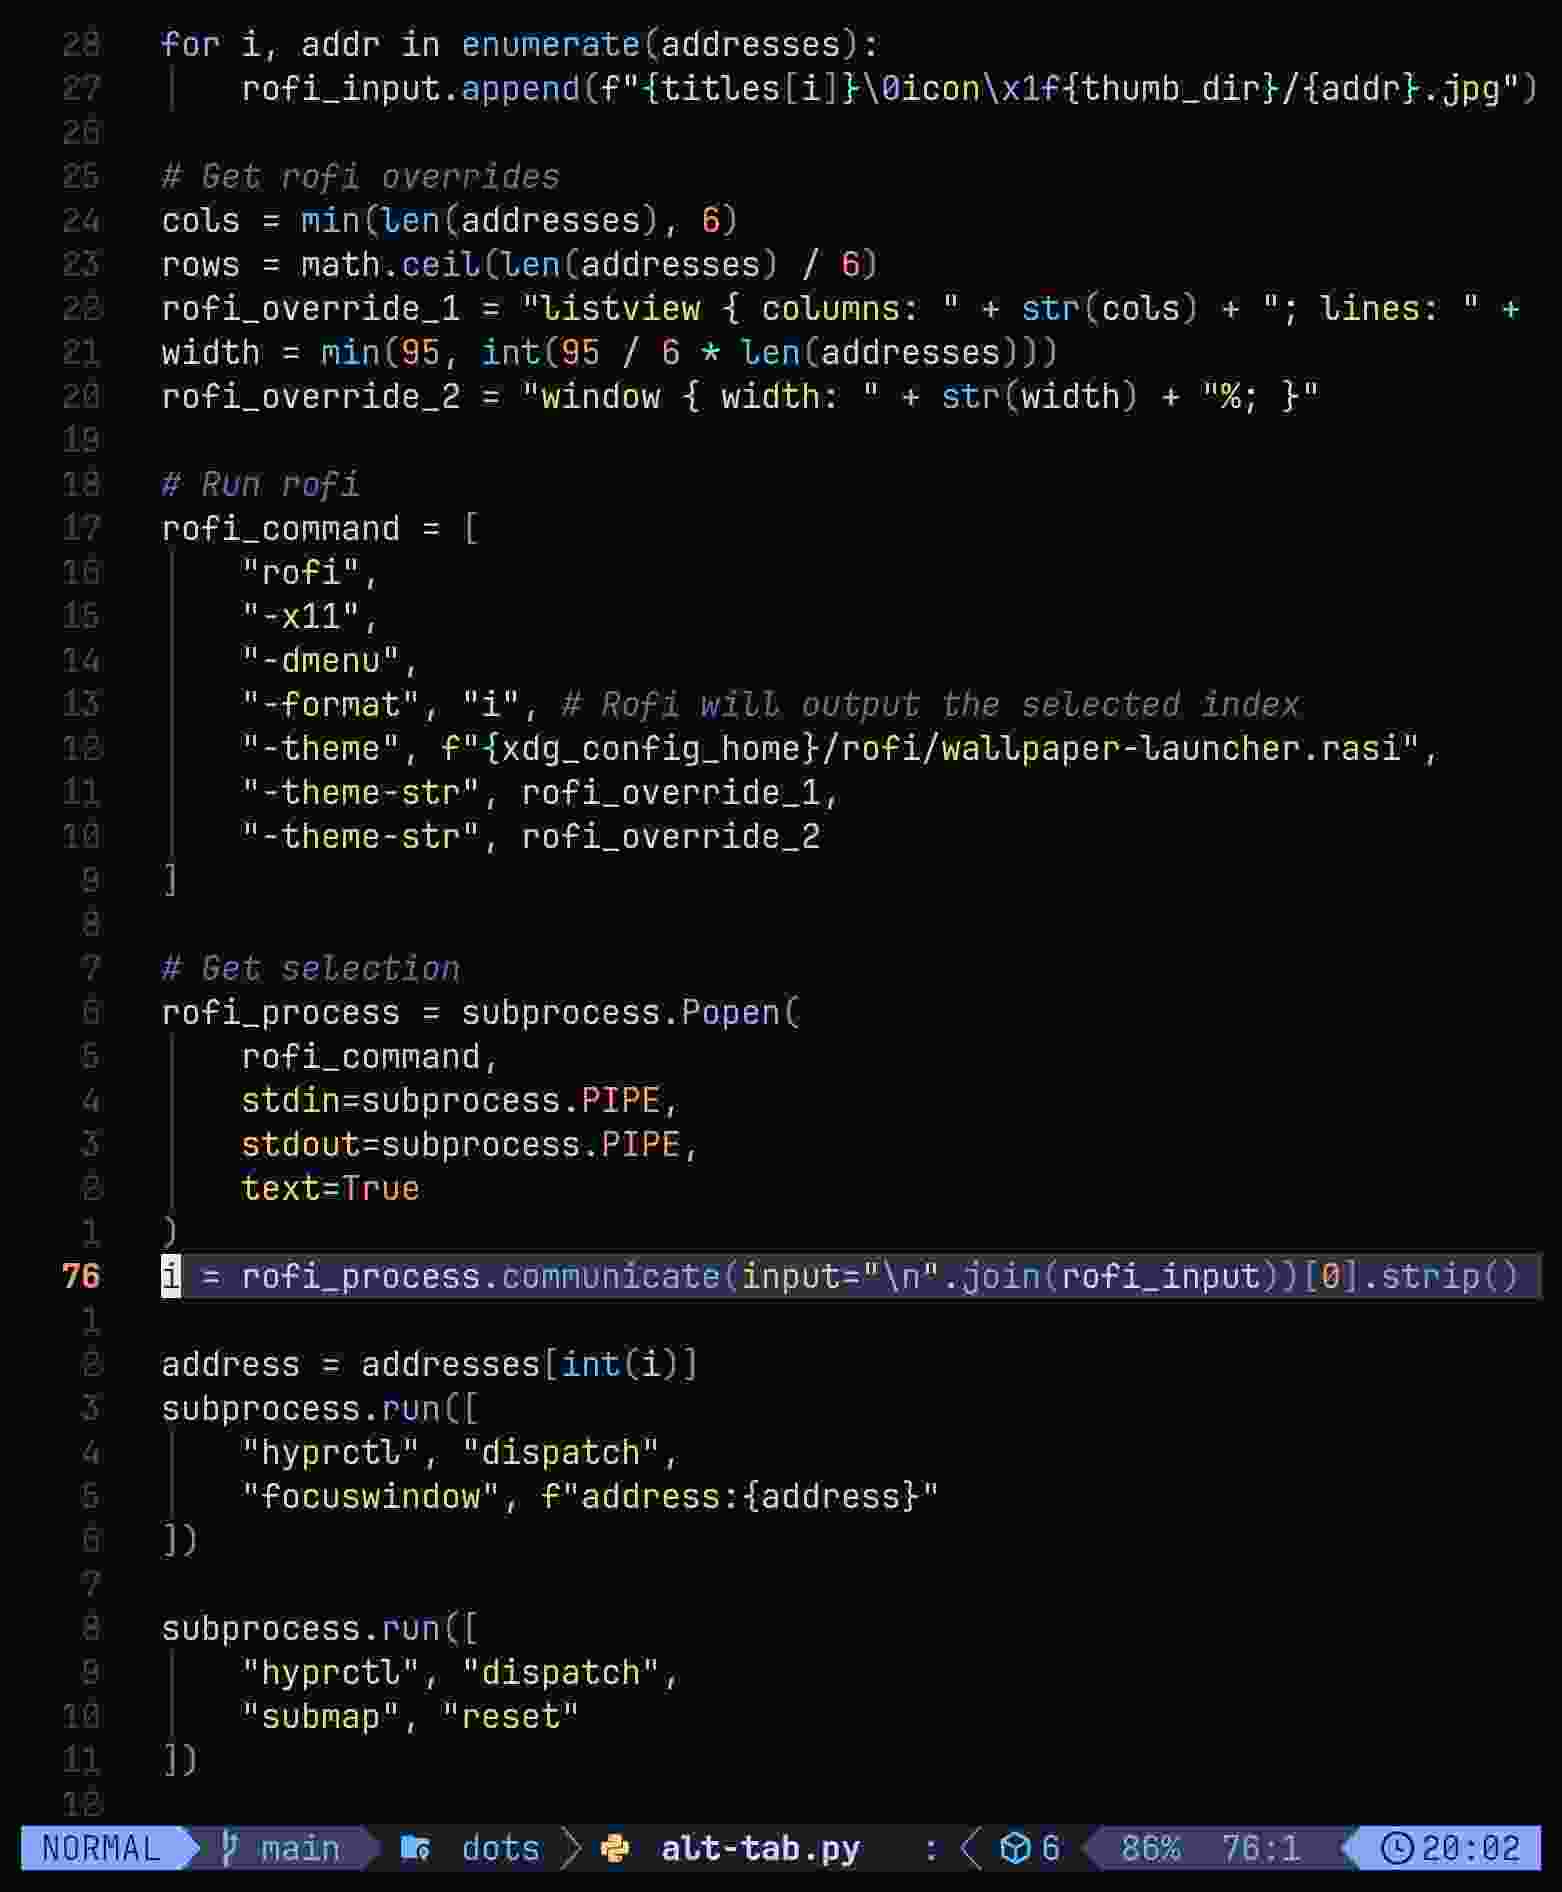 28 for i, addr in enumerate(addresses):
27     rofi_input.append(f"{titles[i]}\0icon\x1f{thumb_dir}/{addr}.jpg")
26
25 # Get rofi overrides
24 cols = min(len(addresses), 6)
23 rows = math.ceil(len(addresses) / 6)
22 rofi_override_1 = "listview { columns: " + str(cols) + "; lines: " +
21 width = min(95, int(95 / 6 * len(addresses)))
20 rofi_override_2 = "window { width: " + str(width) + "%; }"
19
18 # Run rofi
17 rofi_command = [
16     "rofi",
15     "-x11",
14     "-dmenu",
13     "-format", "i", # Rofi will output the selected index
12     "-theme", f"{xdg_config_home}/rofi/wallpaper-launcher.rasi",
11     "-theme-str", rofi_override_1,
10     "-theme-str", rofi_override_2
9 ]
8
7 # Get selection
6 rofi_process = subprocess.Popen(
5     rofi_command,
4     stdin=subprocess.PIPE,
3     stdout=subprocess.PIPE,
2     text=True
1 )
76 i = rofi_process.communicate(input="\n".join(rofi_input))[0].strip()
1
2 address = addresses[int(i)]
3 subprocess.run([
4     "hyprctl", "dispatch",
5     "focuswindow", f"address:{address}"
6 ])
7
8 subprocess.run([
9     "hyprctl", "dispatch",
10     "submap", "reset"
11 ])
12
NORMAL main dots alt-tab.py : 6 86% 76:1 20:02